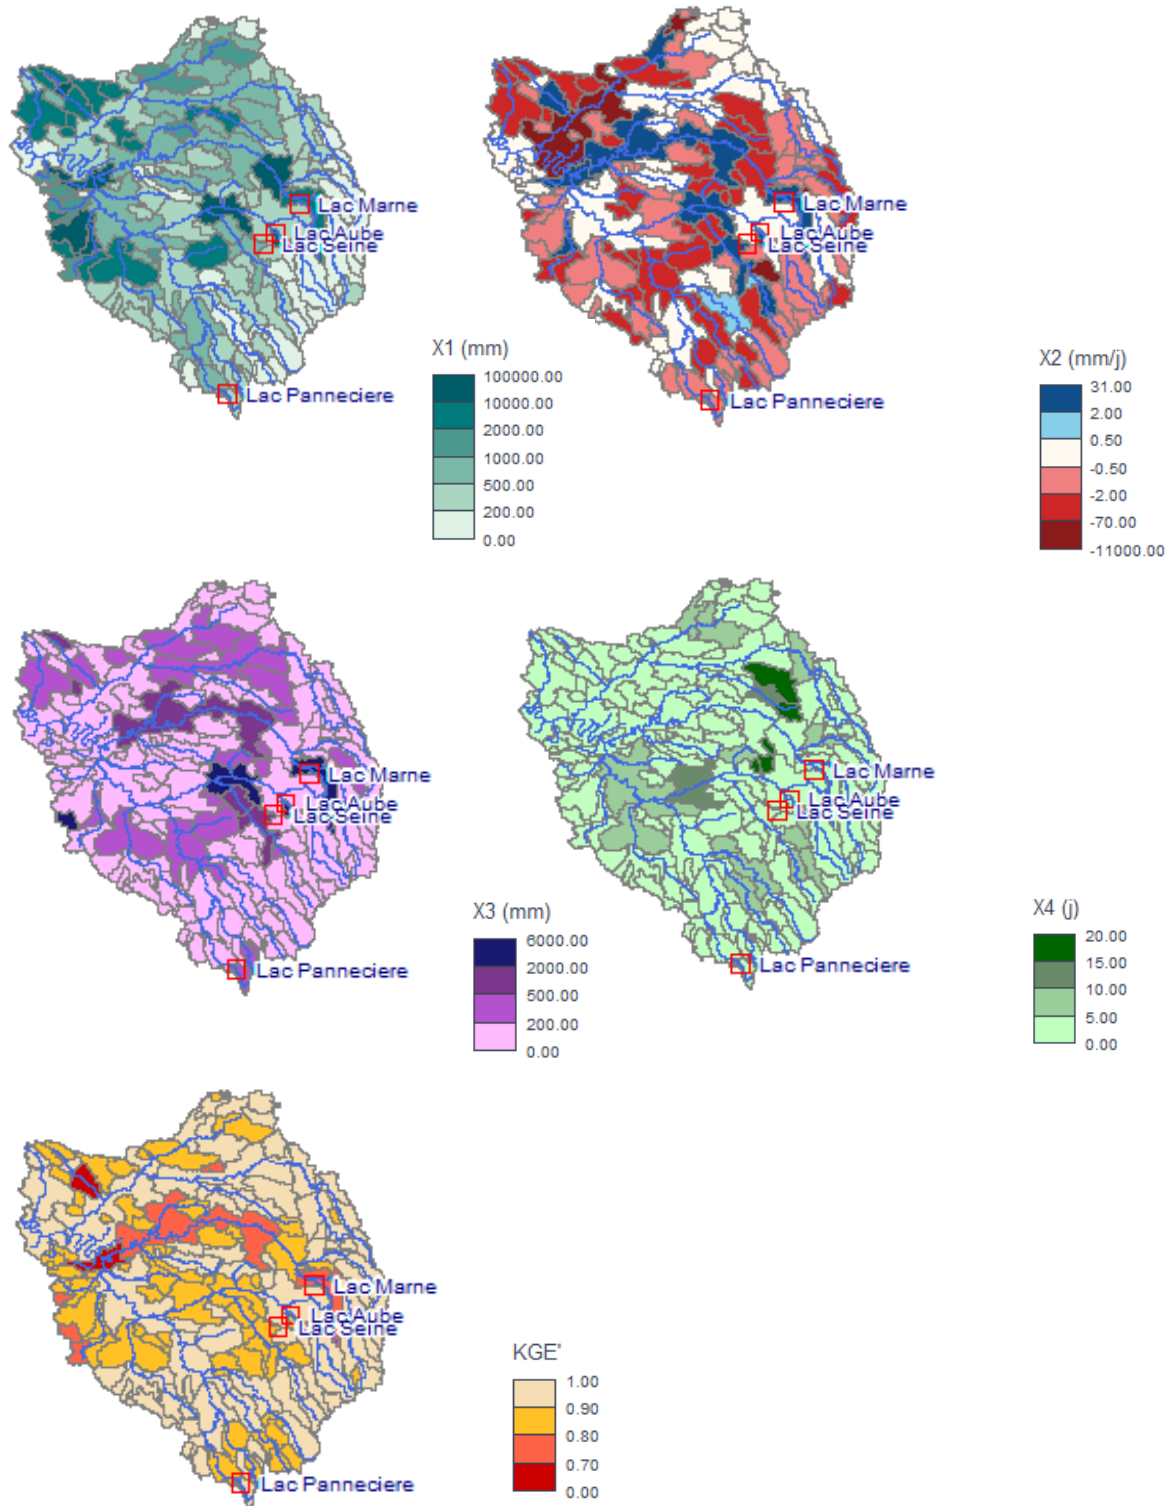 Lac Marne
Lac Aube
Lac Seine
Lac Panneciere
X1 (mm)
100000.00
10000.00
2000.00
1000.00
500.00
200.00
0.00
Lac Marne
Lac Aube
Lac Seine
Lac Panneciere
X2 (mm/j)
31.00
2.00
0.50
-0.50
-2.00
-70.00
-11000.00
Lac Marne
Lac Aube
Lac Seine
Lac Panneciere
X3 (mm)
6000.00
2000.00
500.00
200.00
0.00
Lac Marne
Lac Aube
Lac Seine
Lac Panneciere
X4 (j)
20.00
15.00
10.00
5.00
0.00
Lac Marne
Lac Aube
Lac Seine
Lac Panneciere
KGE'
1.00
0.90
0.80
0.70
0.00